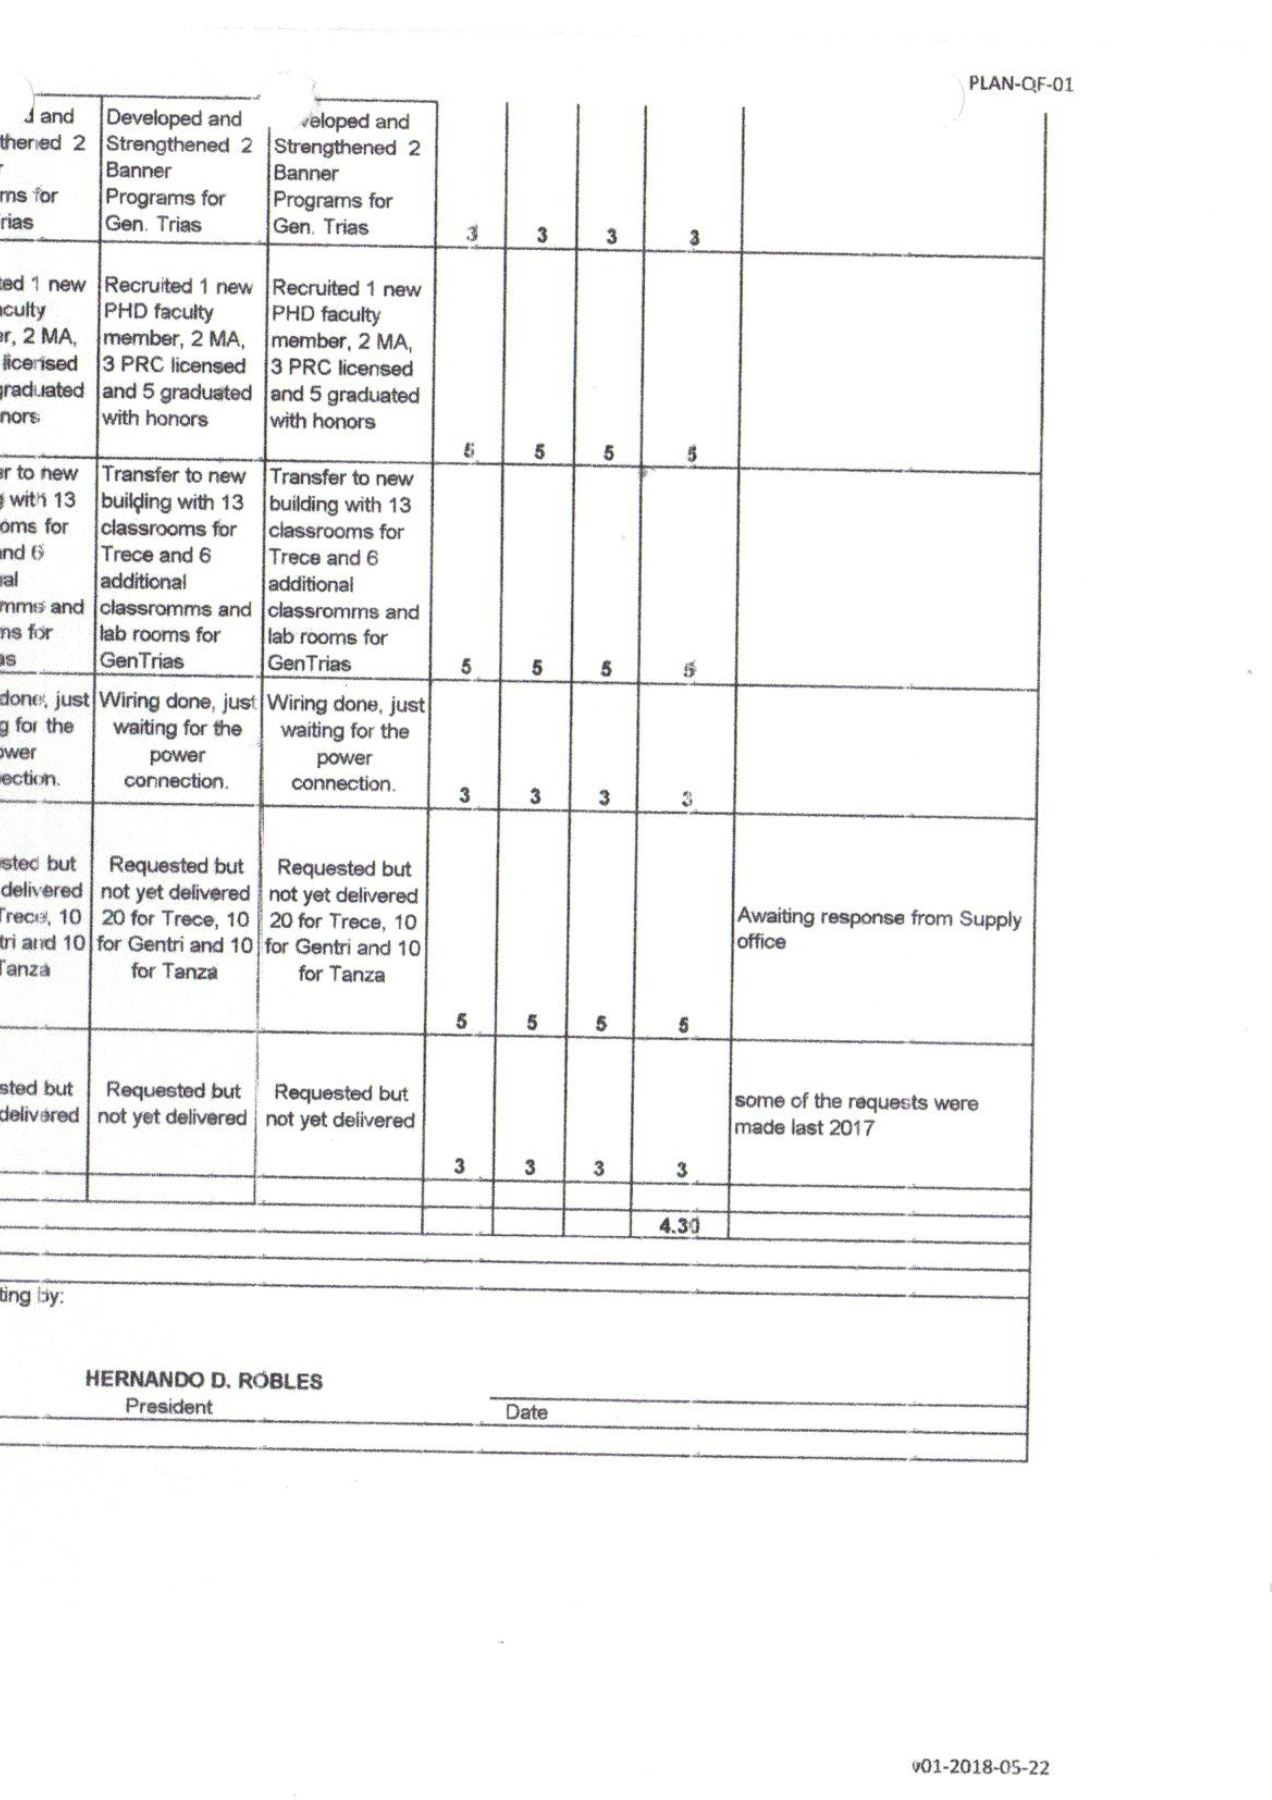 PLAN-QF-01
and
thened 2
ms for
rias
Developed and
Strengthened 2
Banner
Programs for
Gen. Trias
veloped and
Strengthened 2
Banner
Programs for
Gen. Trias
3 3 3 3
ted 1 new
aculty
er, 2 MA,
licensed
graduated
nors
Recruited 1 new
PHD faculty
member, 2 MA,
3 PRC licensed
and 5 graduated
with honors
Recruited 1 new
PHD faculty
member, 2 MA,
3 PRC licensed
and 5 graduated
with honors
5 5 5 5
er to new
g with 13
oms for
and 6
nal
mms and
ns for
as
Transfer to new
building with 13
classrooms for
Trece and 6
additional
classromms and
lab rooms for
GenTrias
Transfer to new
building with 13
classrooms for
Trece and 6
additional
classromms and
lab rooms for
GenTrias
5 5 5 5
done, just
g for the
ower
ection.
Wiring done, just
waiting for the
power
connection.
Wiring done, just
waiting for the
power
connection.
3 3 3 3
sted but
delivered
Trece, 10
tri and 10
Tanza
Requested but
not yet delivered
20 for Trece, 10
for Gentri and 10
for Tanza
Requested but
not yet delivered
20 for Trece, 10
for Gentri and 10
for Tanza
5 5 5 5
Awaiting response from Supply
office
sted but
delivered
Requested but
not yet delivered
Requested but
not yet delivered
3 3 3 3
some of the requests were
made last 2017
4.30
ting by:
HERNANDO D. ROBLES
President
Date
v01-2018-05-22